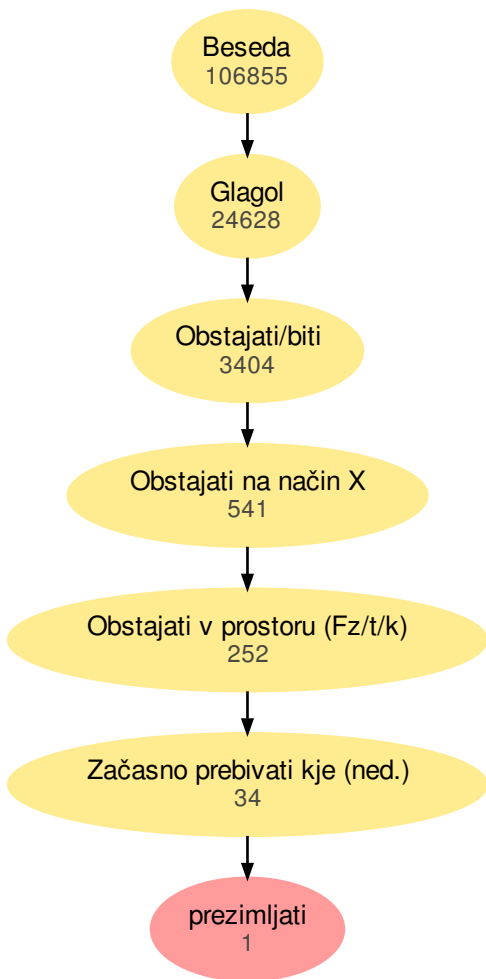 Beseda
106855
Glagol
24628
Obstajati/biti
3404
Obstajati na način X
541
Obstajati v prostoru (Fz/t/k)
252
Začasno prebivati kje (ned.)
34
prezimljati
1